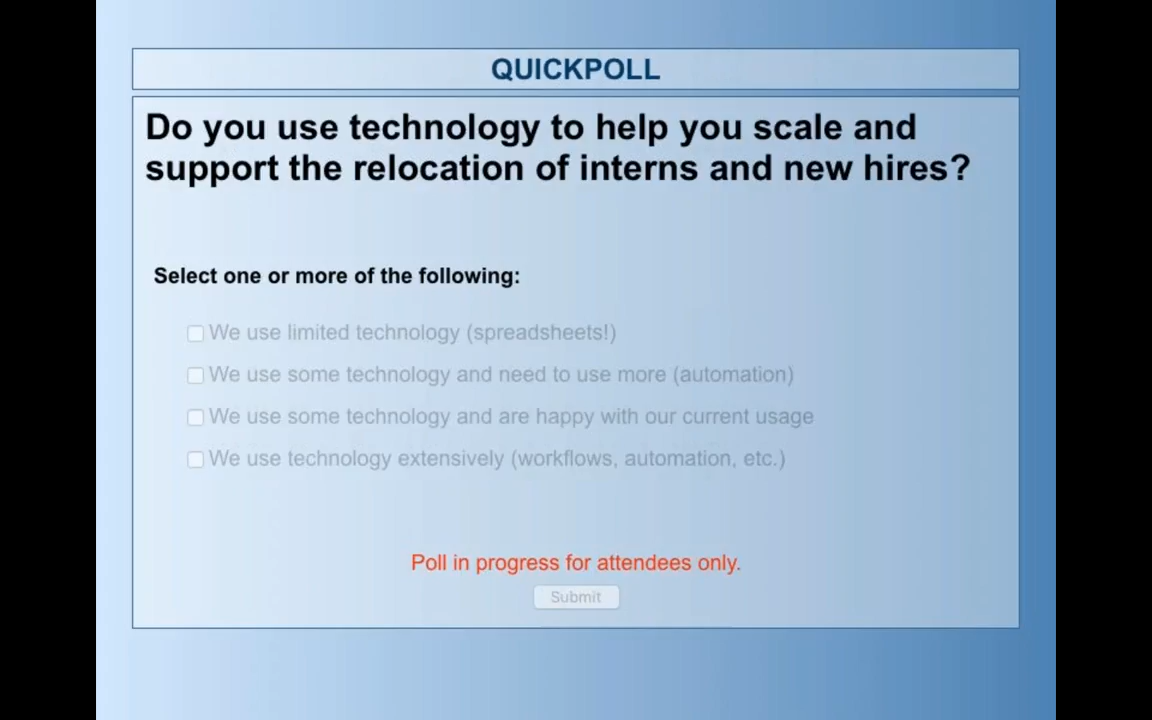 QUICKPOLL
Do you use technology to help you scale and
support the relocation of interns and new hires?
Select one or more of the following:
We use limited technology (spreadsheets!)
We use some technology and need to use more (automation)
We use some technology and are happy with our current usage
We use technology extensively (workflows, automation, etc.)
Poll in progress for attendees only.
Submit